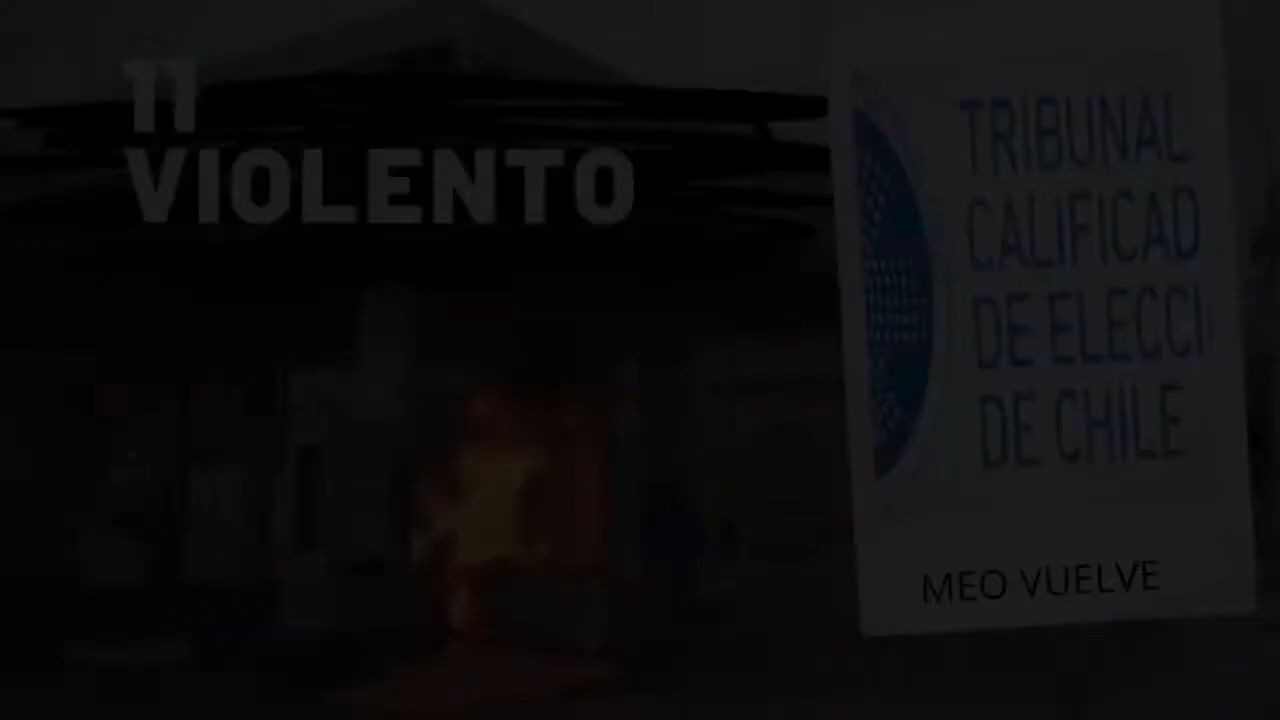 11
VIOLENTO
TRIBUNAL
CALIFICAD
DE ELECCI
DE CHILE
MEO VUELVE